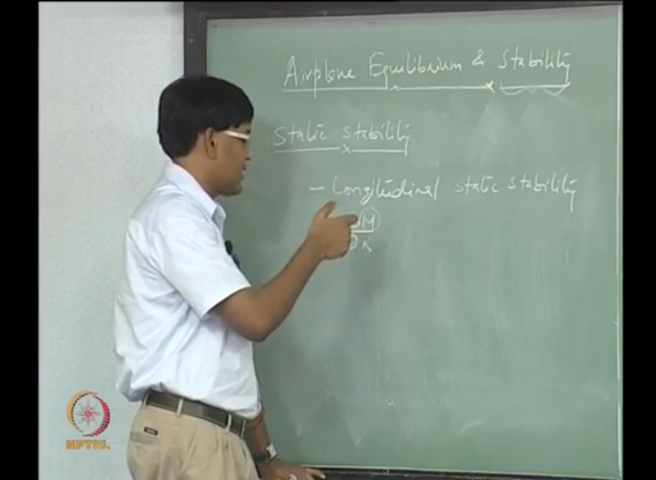 Airplane Equilibrium & Stability
Static Stability
- Longitudinal static stability
∂M
∂α
NPTEL